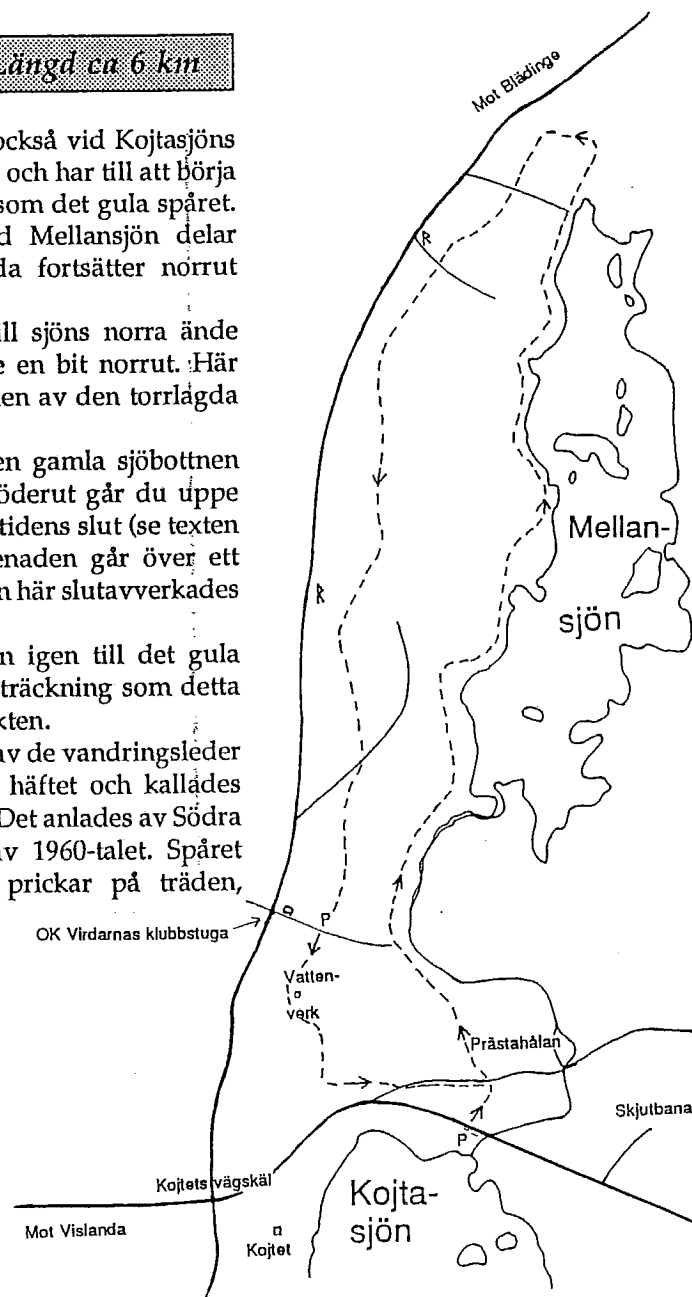 Längd ca 6 km
också vid Kojtasjöns
och har till att börja
som det gula spåret.
d Mellansjön delar
da fortsätter norrut
ill sjöns norra ände
e en bit norrut. Här
en av den torrlagda
en gamla sjöbottnen
öderut går du uppe
tidens slut (se texten
enaden går över ett
n här slutavverkades
n igen till det gula
träckning som detta
kten.
av de vandringsleder
häftet och kallades
Det anlades av Södra
av 1960-talet. Spåret
prickar på träden,
Mot Blädinge
R
Mellan-
sjön
R
P
OK Virdarnas klubbstuga
Vatten-
verk
Prästahålan
Skjutbana
P
Kojtets vägskäl
Kojta-
sjön
Mot Vislanda
Kojtet